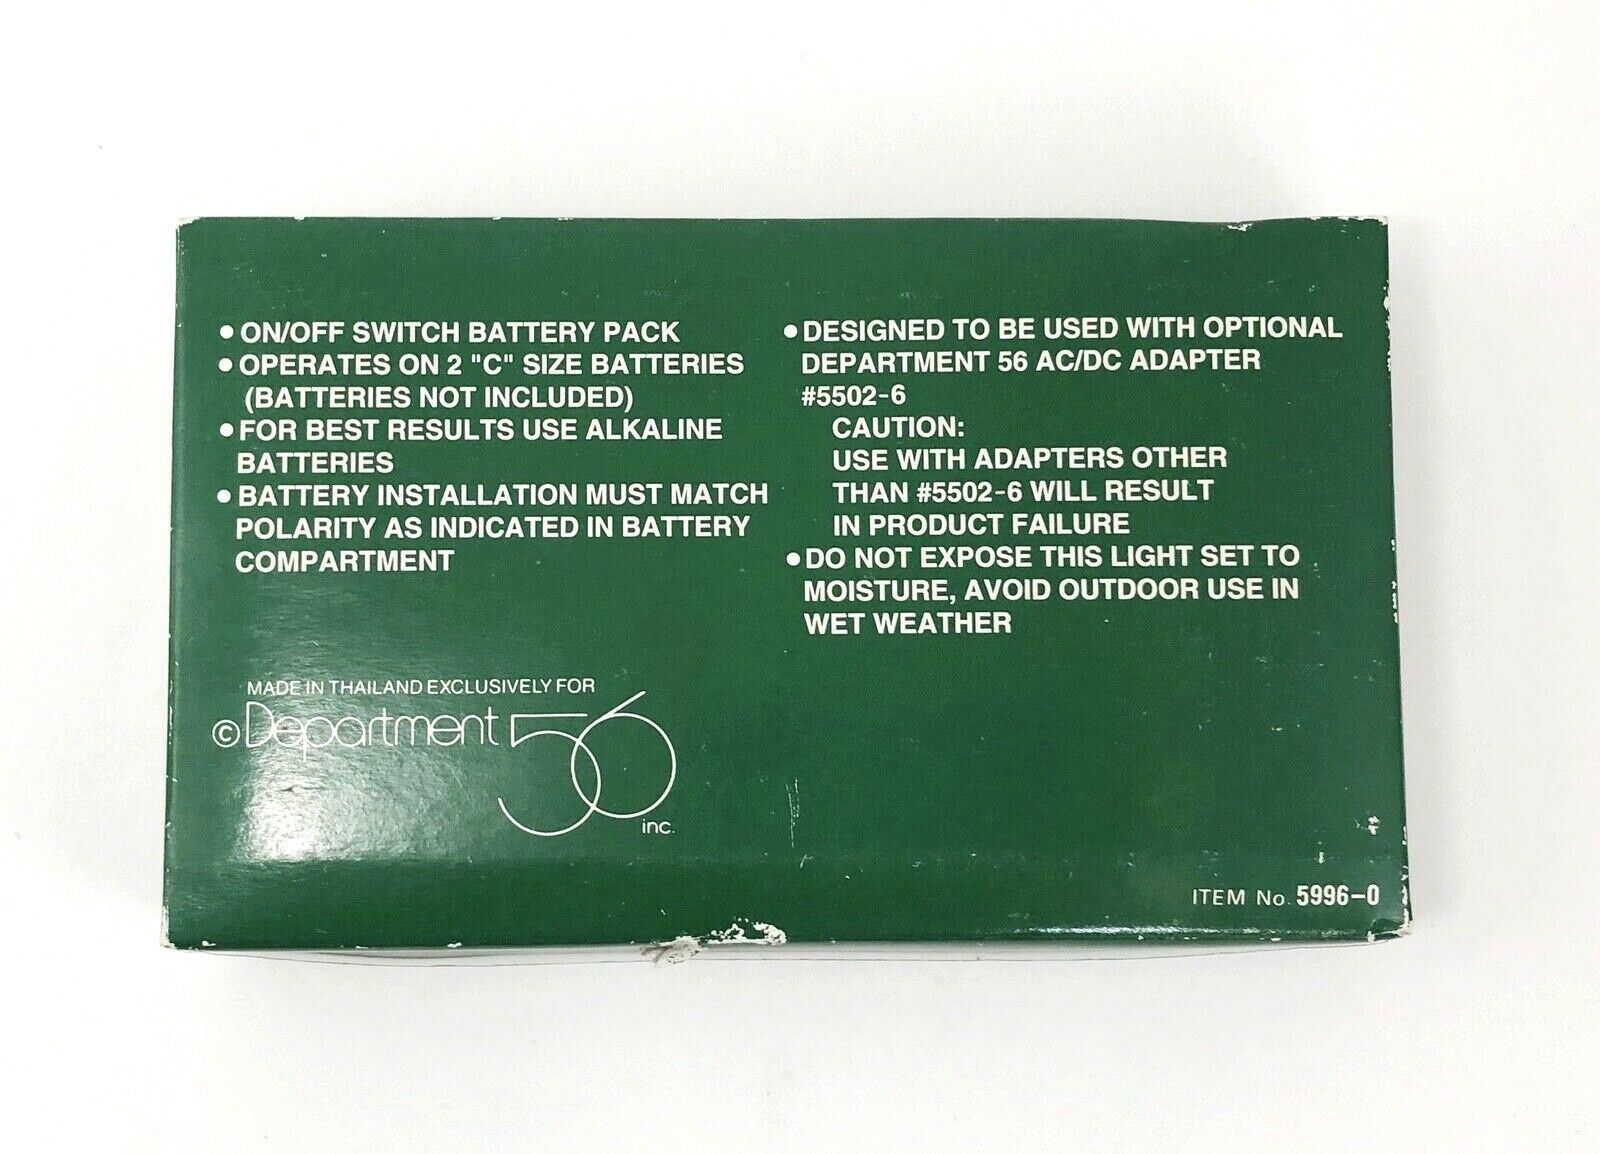 • ON/OFF SWITCH BATTERY PACK
• OPERATES ON 2 "C" SIZE BATTERIES
(BATTERIES NOT INCLUDED)
• FOR BEST RESULTS USE ALKALINE
BATTERIES
• BATTERY INSTALLATION MUST MATCH
POLARITY AS INDICATED IN BATTERY
COMPARTMENT
• DESIGNED TO BE USED WITH OPTIONAL
DEPARTMENT 56 AC/DC ADAPTER
#5502-6
CAUTION:
USE WITH ADAPTERS OTHER
THAN #5502-6 WILL RESULT
IN PRODUCT FAILURE
• DO NOT EXPOSE THIS LIGHT SET TO
MOISTURE, AVOID OUTDOOR USE IN
WET WEATHER
MADE IN THAILAND EXCLUSIVELY FOR
© Department 56
inc.
ITEM No. 5996-0